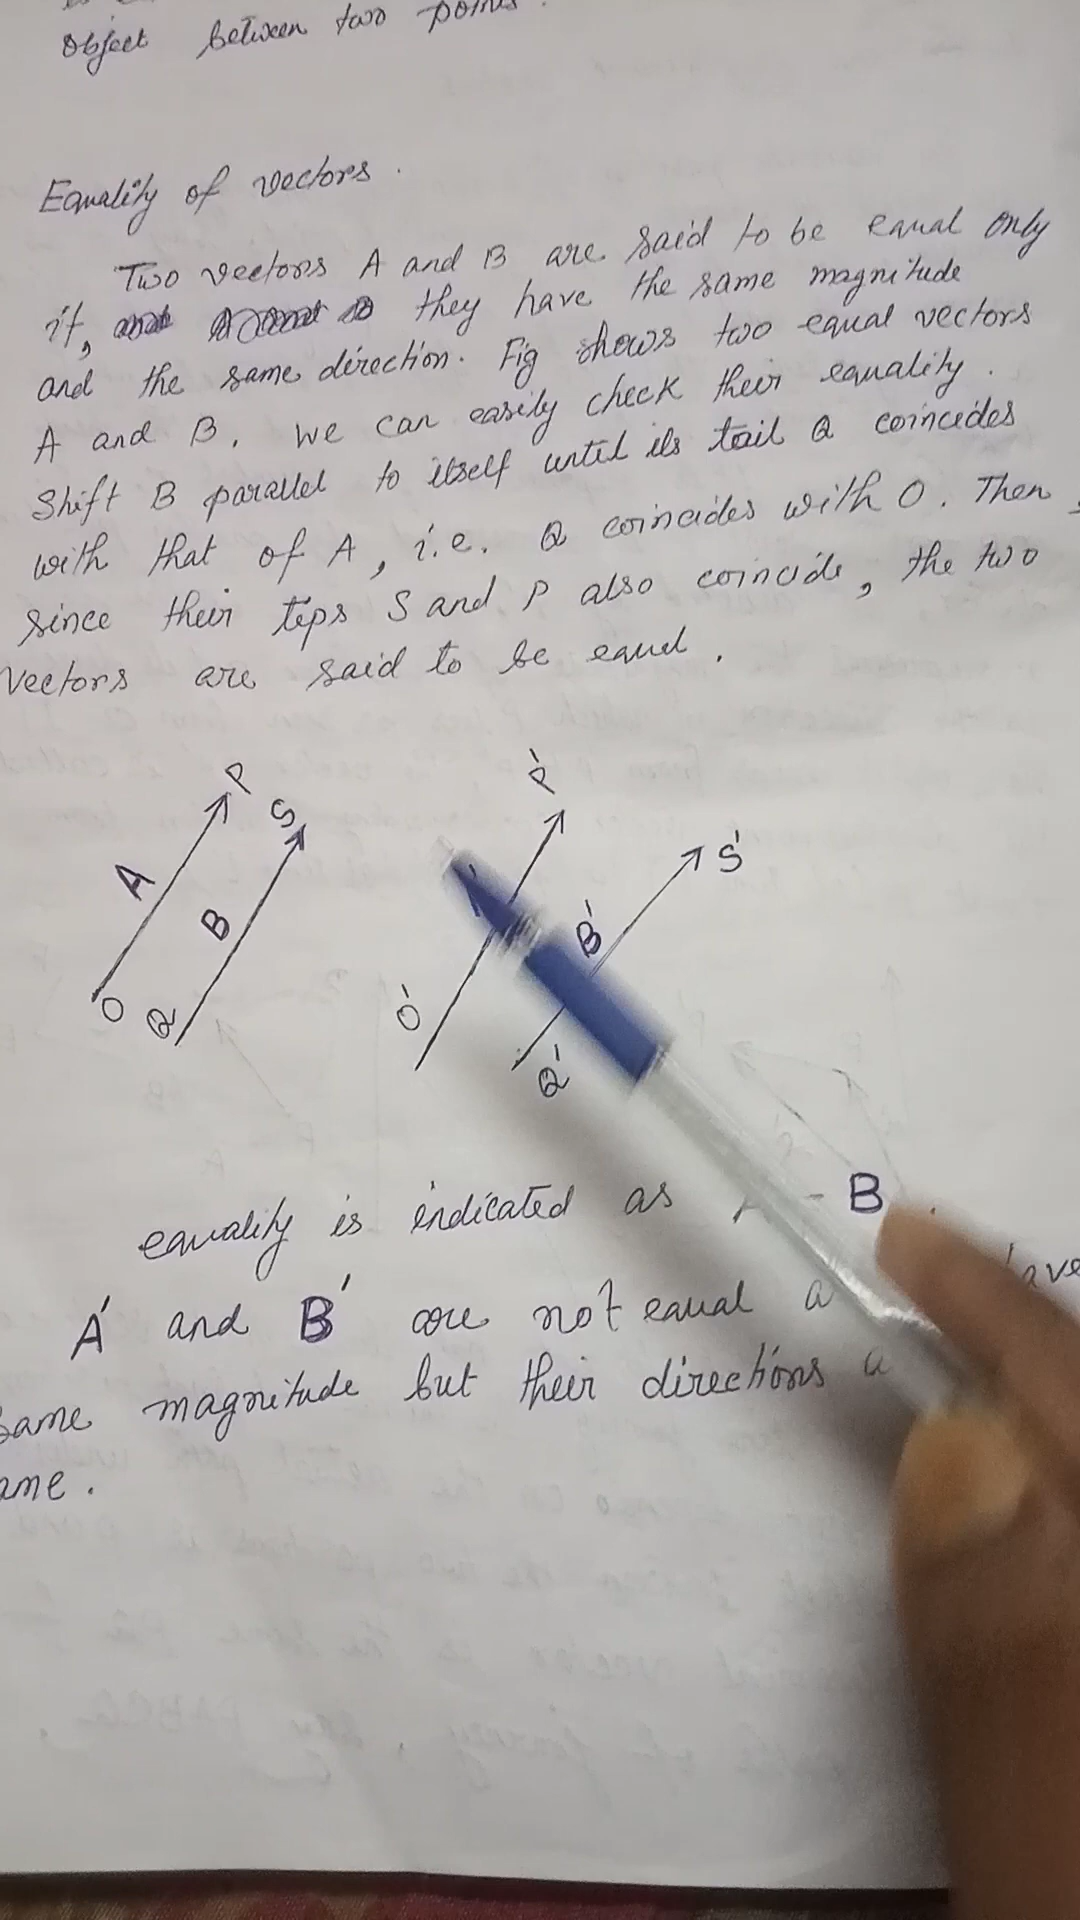 object between two points.
Equality of vectors.
Two vectors A and B are said to be equal only
if, they have the same magnitude
and the same direction. Fig shows two equal vectors
A and B. we can easily check their equality.
Shift B parallel to itself until its tail Q coincides
with that of A, i.e. Q coincides with O. Then,
since their tips S and P also coincide, the two
vectors are said to be equal.
P
S
A
B
O
Q
P'
S'
B'
O'
Q'
equality is indicated as B.
A' and B' are not equal
same magnitude but their directions